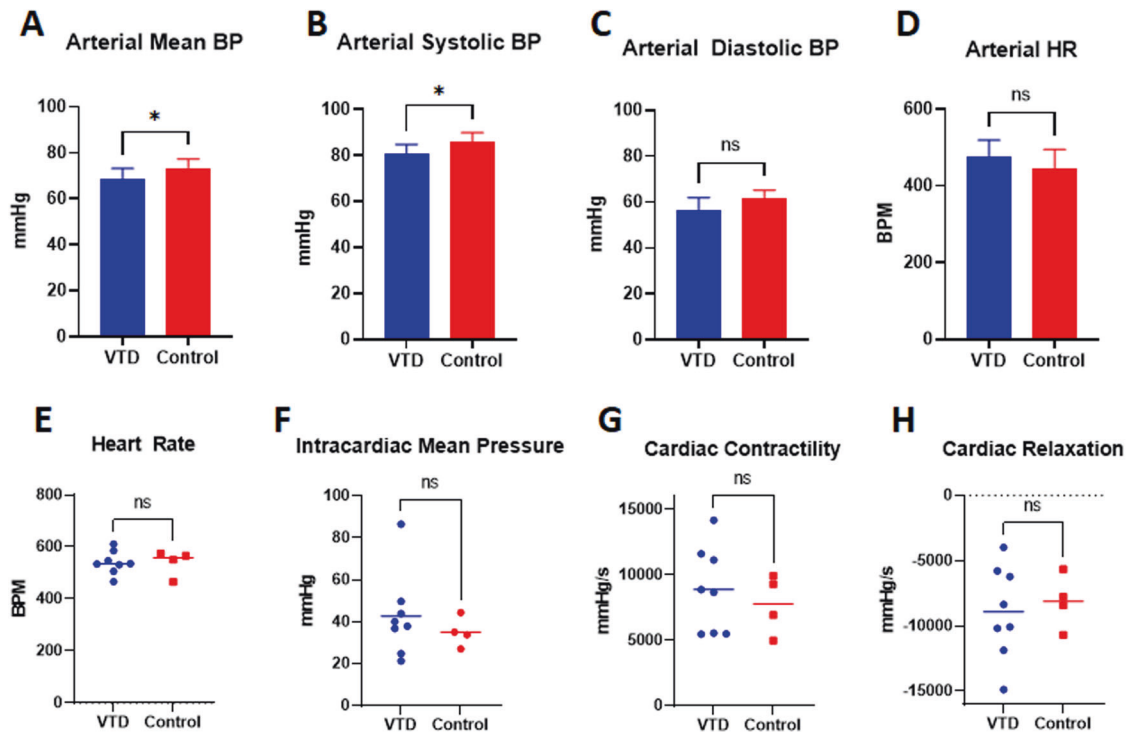 A
Arterial Mean BP
mmHg
100
80
60
40
20
0
*
VTD
Control
B
Arterial Systolic BP
mmHg
100
80
60
40
20
0
*
VTD
Control
C
Arterial Diastolic BP
mmHg
100
80
60
40
20
0
ns
VTD
Control
D
Arterial HR
BPM
600
400
200
0
ns
VTD
Control
E
Heart Rate
BPM
800
600
400
200
0
ns
VTD
Control
F
Intracardiac Mean Pressure
mmHg
100
80
60
40
20
0
ns
VTD
Control
G
Cardiac Contractility
mmHg/s
15000
10000
5000
0
ns
VTD
Control
H
Cardiac Relaxation
mmHg/s
0
-5000
-10000
-15000
ns
VTD
Control